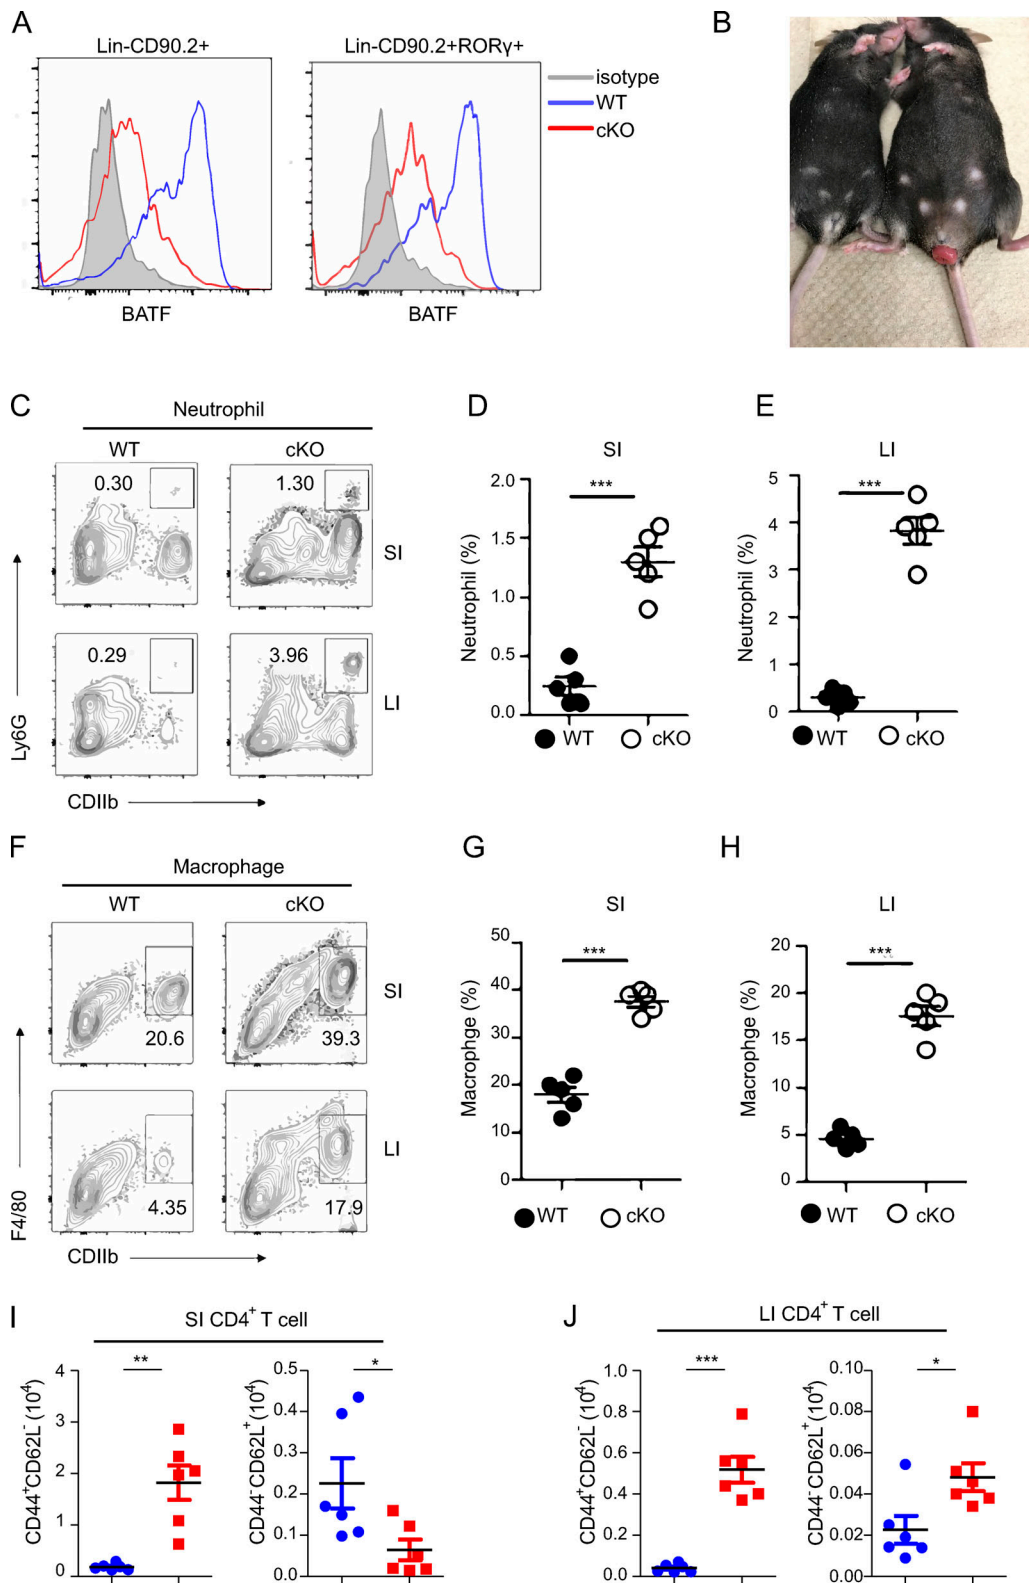 A
Lin-CD90.2+
Lin-CD90.2+RORγ+
isotype
WT
cKO
BATF
BATF
B
C
Neutrophil
WT
cKO
0.30
1.30
SI
0.29
3.96
LI
Ly6G
CDIIb
D
SI
***
Neutrophil (%)
2.0
1.5
1.0
0.5
0.0
WT
cKO
E
LI
***
Neutrophil (%)
5
4
3
2
1
0
WT
cKO
F
Macrophage
WT
cKO
20.6
39.3
SI
4.35
17.9
LI
F4/80
CDIIb
G
SI
***
Macrophge (%)
50
40
30
20
10
0
WT
cKO
H
LI
***
Macrophge (%)
20
20
15
10
5
0
WT
cKO
I
SI CD4⁺ T cell
**
CD44⁺CD62L⁻ (10⁴)
4
3
2
1
0
*
CD44⁻CD62L⁺ (10⁴)
0.5
0.4
0.3
0.2
0.1
0
J
LI CD4⁺ T cell
***
CD44⁺CD62L⁻ (10⁴)
1.0
0.8
0.6
0.4
0.2
0.0
*
CD44⁻CD62L⁺ (10⁴)
0.10
0.08
0.06
0.04
0.02
0